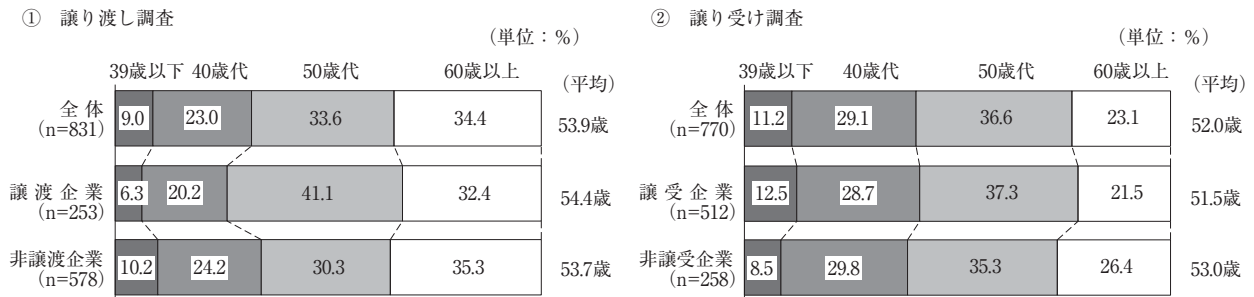 ① 譲り渡し調査
(単位:%)
39歳以下 40歳代 50歳代 60歳以上 (平均)
全体
(n=831)
9.0 23.0 33.6 34.4 53.9歳
譲渡企業
(n=253)
6.3 20.2 41.1 32.4 54.4歳
非譲渡企業
(n=578)
10.2 24.2 30.3 35.3 53.7歳
② 譲り受け調査
(単位:%)
39歳以下 40歳代 50歳代 60歳以上 (平均)
全体
(n=770)
11.2 29.1 36.6 23.1 52.0歳
譲受企業
(n=512)
12.5 28.7 37.3 21.5 51.5歳
非譲受企業
(n=258)
8.5 29.8 35.3 26.4 53.0歳